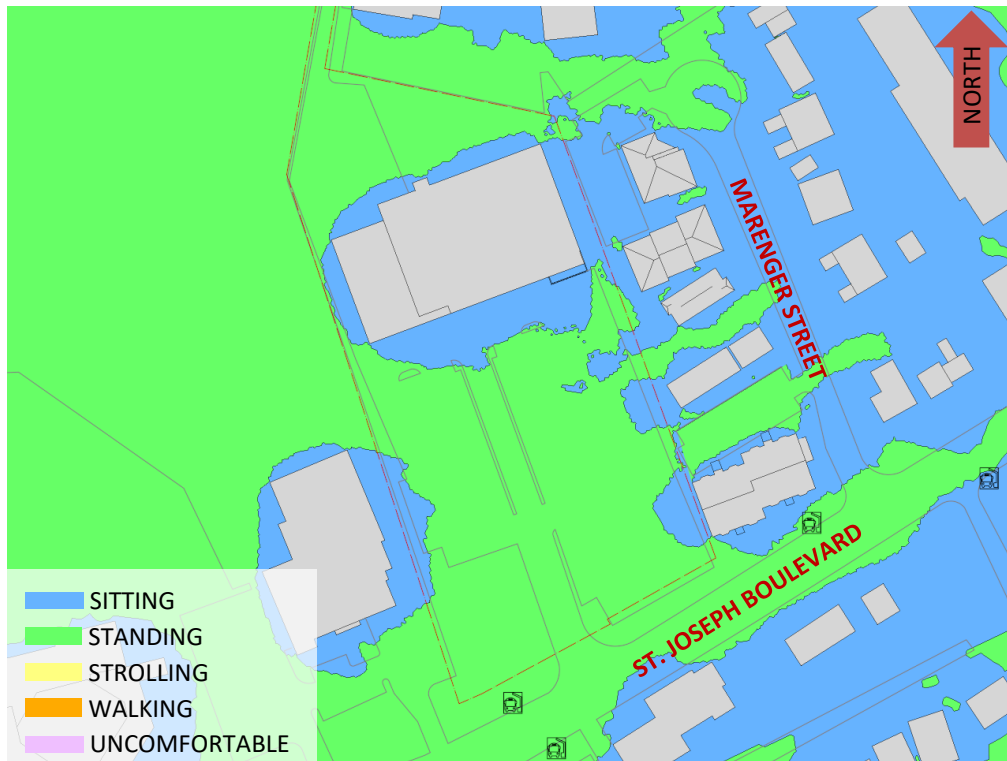 NORTH
MARENGER STREET
ST. JOSEPH BOULEVARD
SITTING
STANDING
STROLLING
WALKING
UNCOMFORTABLE